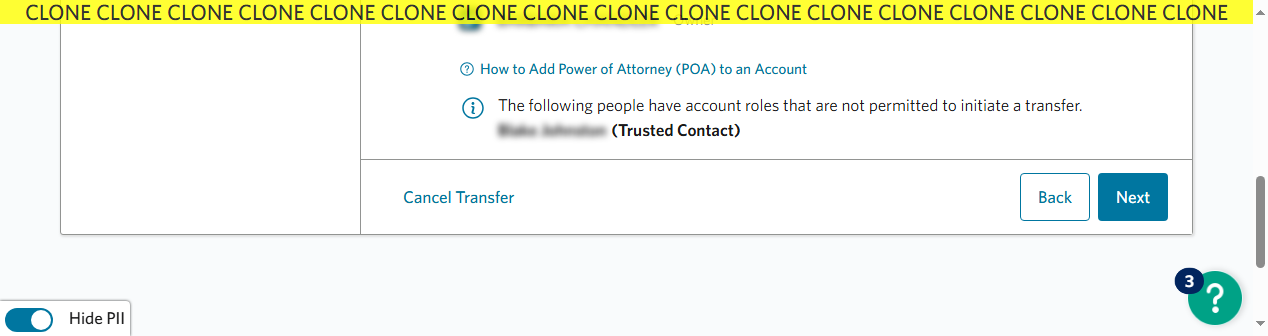 CLONE CLONE CLONE CLONE CLONE CLONE CLONE CLONE CLONE CLONE CLONE CLONE CLONE CLONE CLONE CLONE CLONE
How to Add Power of Attorney (POA) to an Account
The following people have account roles that are not permitted to initiate a transfer.
(Trusted Contact)
Cancel Transfer
Back
Next
3
?
Hide PII